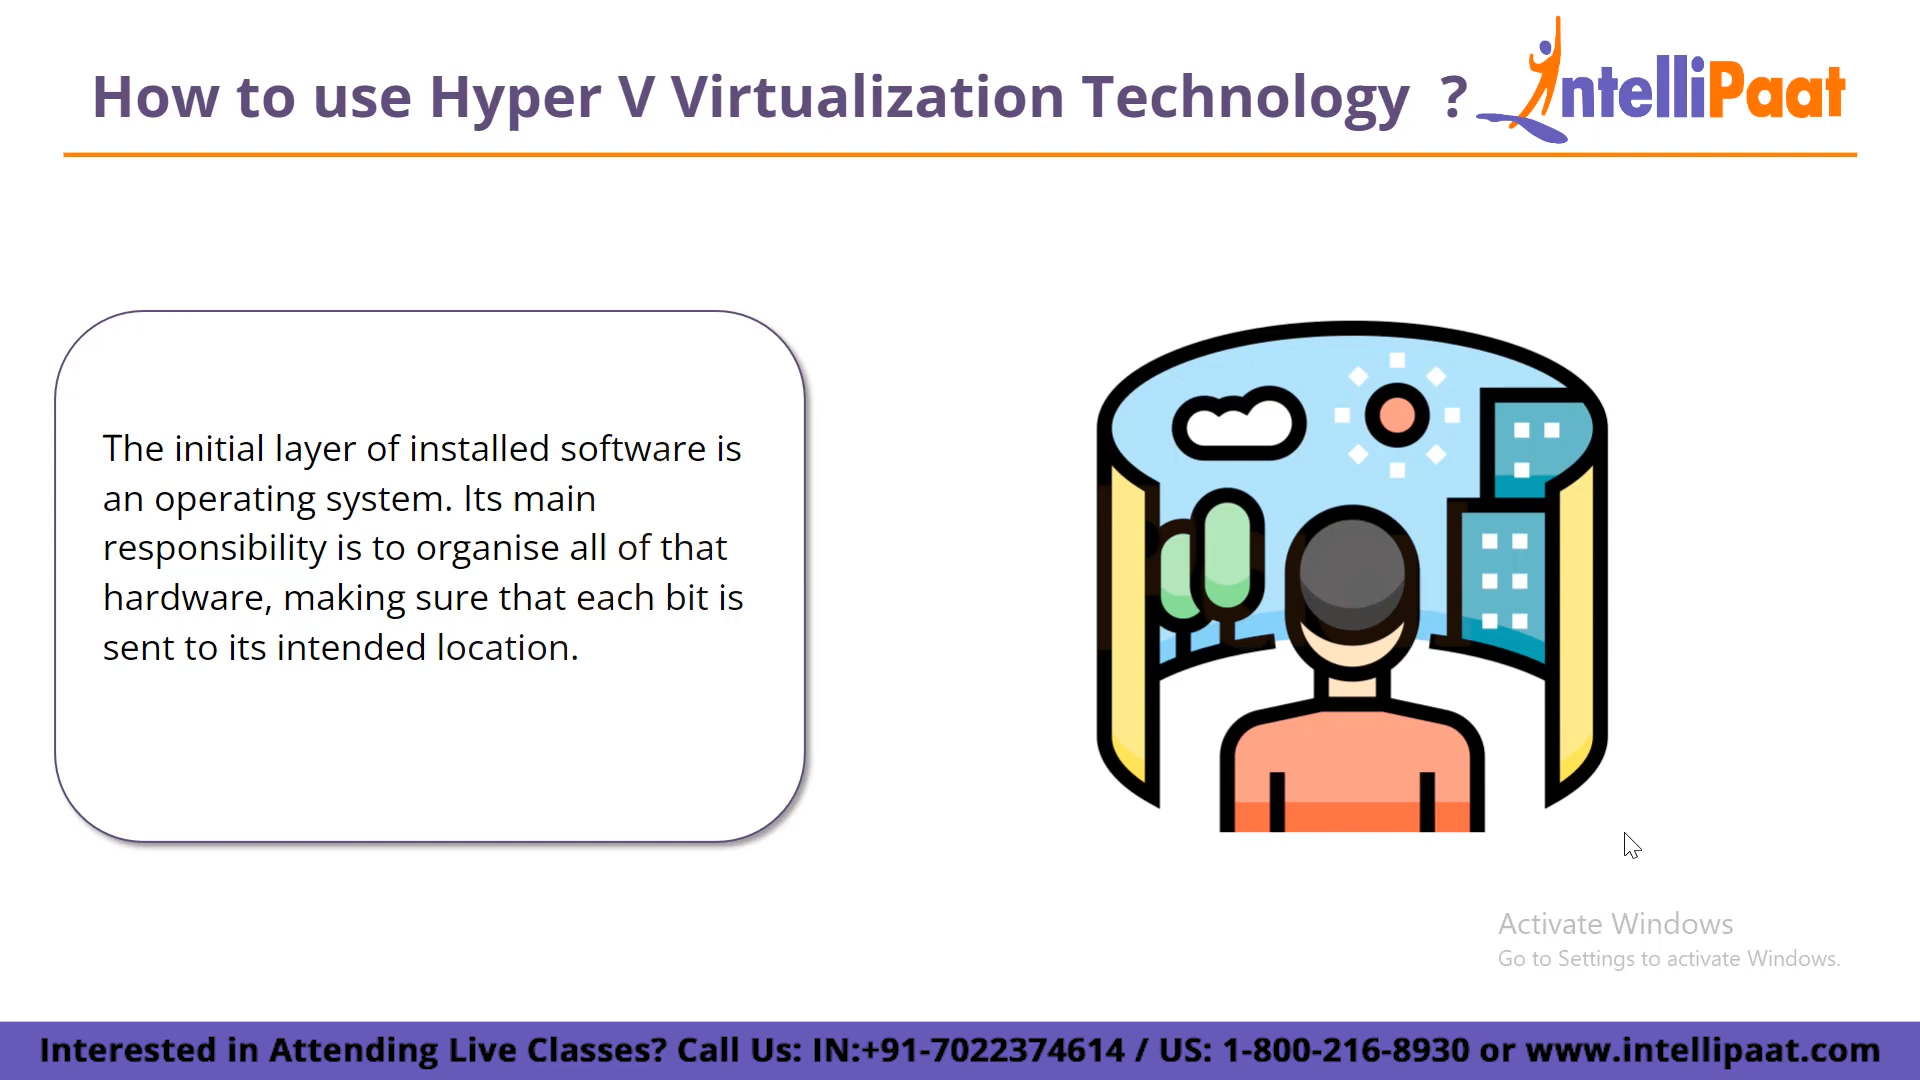 How to use Hyper V Virtualization Technology ?
IntelliPaat
The initial layer of installed software is
an operating system. Its main
responsibility is to organise all of that
hardware, making sure that each bit is
sent to its intended location.
Activate Windows
Go to Settings to activate Windows.
Interested in Attending Live Classes? Call Us: IN:+91-7022374614 / US: 1-800-216-8930 or www.intellipaat.com